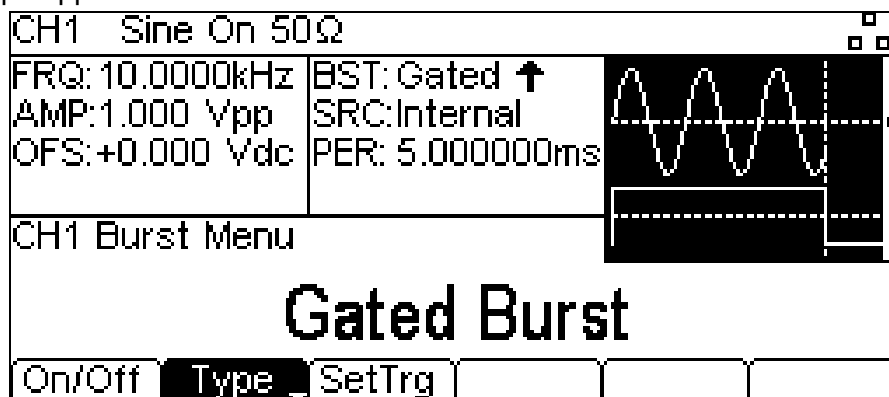 CH1 Sine On 50Ω
FRQ: 10.0000kHz
AMP:1.000 Vpp
OFS:+0.000 Vdc
BST: Gated ↑
SRC:Internal
PER: 5.000000ms
CH1 Burst Menu
Gated Burst
On/Off Type SetTrg